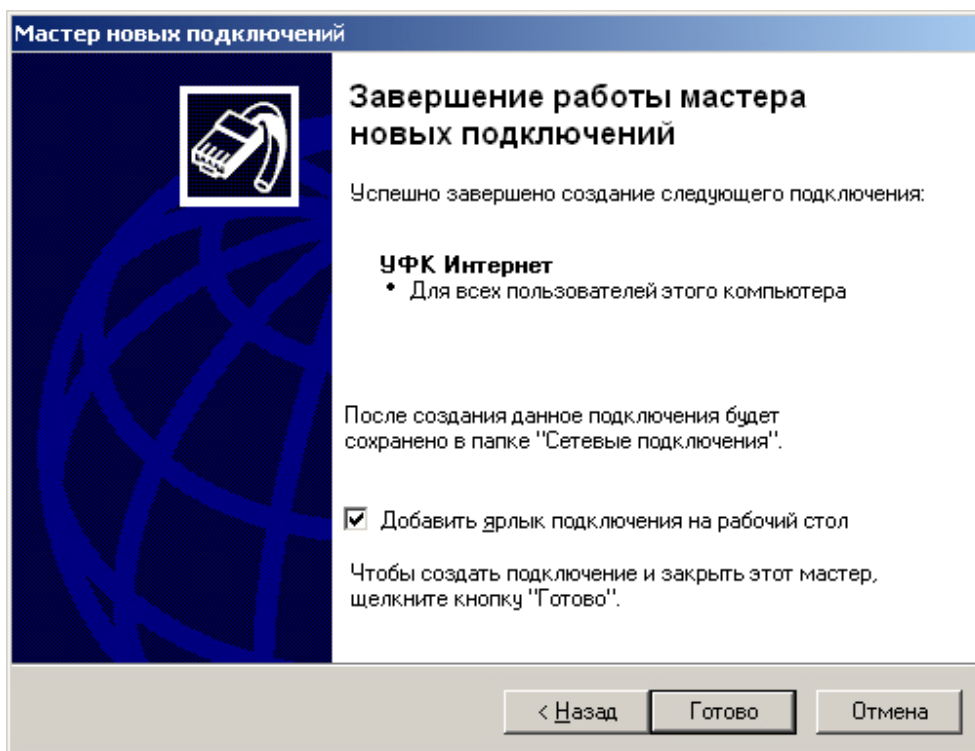 Мастер новых подключений
Завершение работы мастера
новых подключений
Успешно завершено создание следующего подключения:
УФК Интернет
• Для всех пользователей этого компьютера
После создания данное подключения будет
сохранено в папке "Сетевые подключения".
Добавить ярлык подключения на рабочий стол
Чтобы создать подключение и закрыть этот мастер,
щелкните кнопку "Готово".
< Назад Готово Отмена